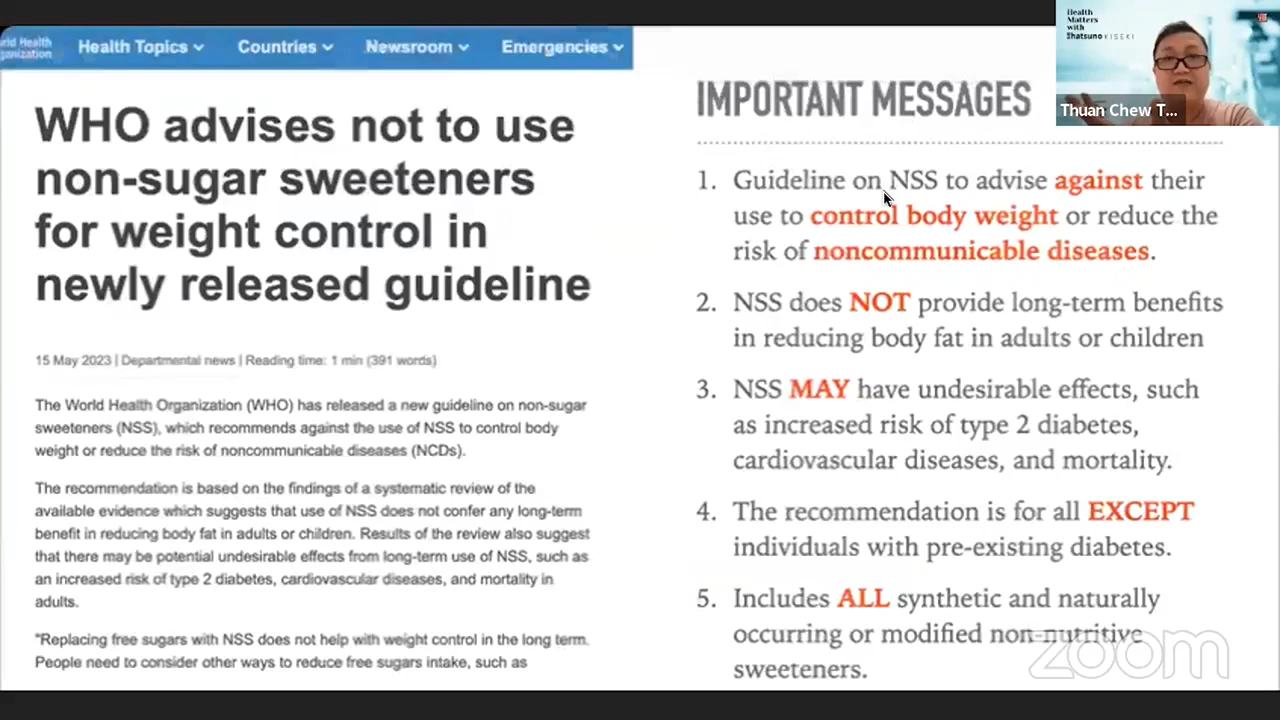 rld Health
ganization
Health Topics
Countries
Newsroom
Emergencies
WHO advises not to use
non-sugar sweeteners
for weight control in
newly released guideline
15 May 2023 | Departmental news | Reading time: 1 min (391 words)
The World Health Organization (WHO) has released a new guideline on non-sugar
sweeteners (NSS), which recommends against the use of NSS to control body
weight or reduce the risk of noncommunicable diseases (NCDs).
The recommendation is based on the findings of a systematic review of the
available evidence which suggests that use of NSS does not confer any long-term
benefit in reducing body fat in adults or children. Results of the review also suggest
that there may be potential undesirable effects from long-term use of NSS, such as
an increased risk of type 2 diabetes, cardiovascular diseases, and mortality in
adults.
"Replacing free sugars with NSS does not help with weight control in the long term.
People need to consider other ways to reduce free sugars intake, such as
IMPORTANT MESSAGES
1. Guideline on NSS to advise against their
use to control body weight or reduce the
risk of noncommunicable diseases.
2. NSS does NOT provide long-term benefits
in reducing body fat in adults or children
3. NSS MAY have undesirable effects, such
as increased risk of type 2 diabetes,
cardiovascular diseases, and mortality.
4. The recommendation is for all EXCEPT
individuals with pre-existing diabetes.
5. Includes ALL synthetic and naturally
occurring or modified non-nutritive
sweeteners.
Health
Matters
with
Ehatsuno KISEKI
Thuan Chew T...
zoom